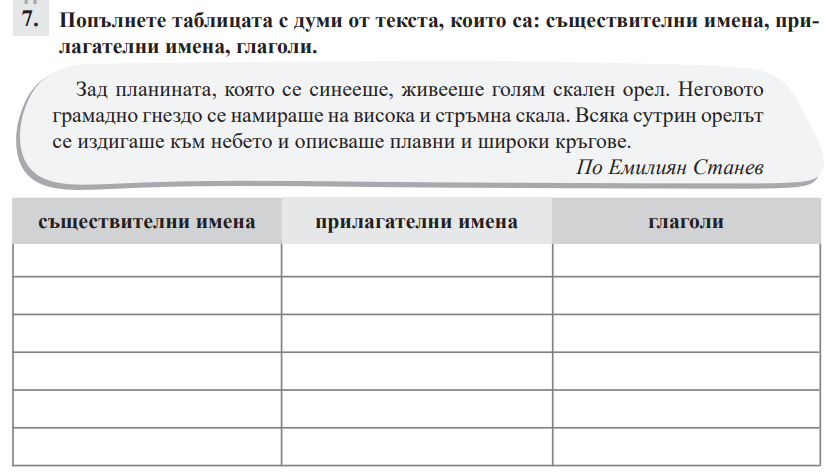 7. Попълнете таблицата с думи от текста, които са: съществителни имена, при-
лагателни имена, глаголи.
Зад планината, която се синееше, живееше голям скален орел. Неговото
грамадно гнездо се намираше на висока и стръмна скала. Всяка сутрин орелът
се издигаше към небето и описваше плавни и широки кръгове.
По Емилиян Станев
съществителни имена прилагателни имена глаголи